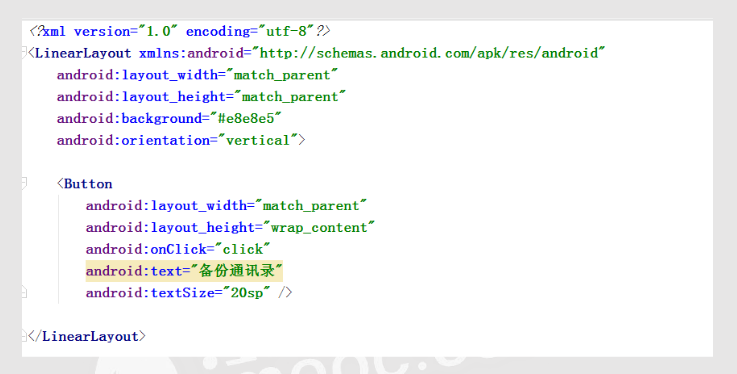 <?xml version="1.0" encoding="utf-8"?>
<LinearLayout xmlns:android="http://schemas.android.com/apk/res/android"
android:layout_width="match_parent"
android:layout_height="match_parent"
android:background="#e8e8e5"
android:orientation="vertical">
<Button
android:layout_width="match_parent"
android:layout_height="wrap_content"
android:onClick="click"
android:text="备份通讯录"
android:textSize="20sp" />
</LinearLayout>